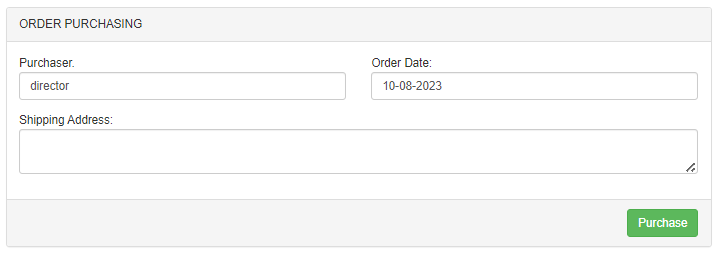 ORDER PURCHASING
Purchaser.
Order Date:
director
10-08-2023
Shipping Address:
Purchase